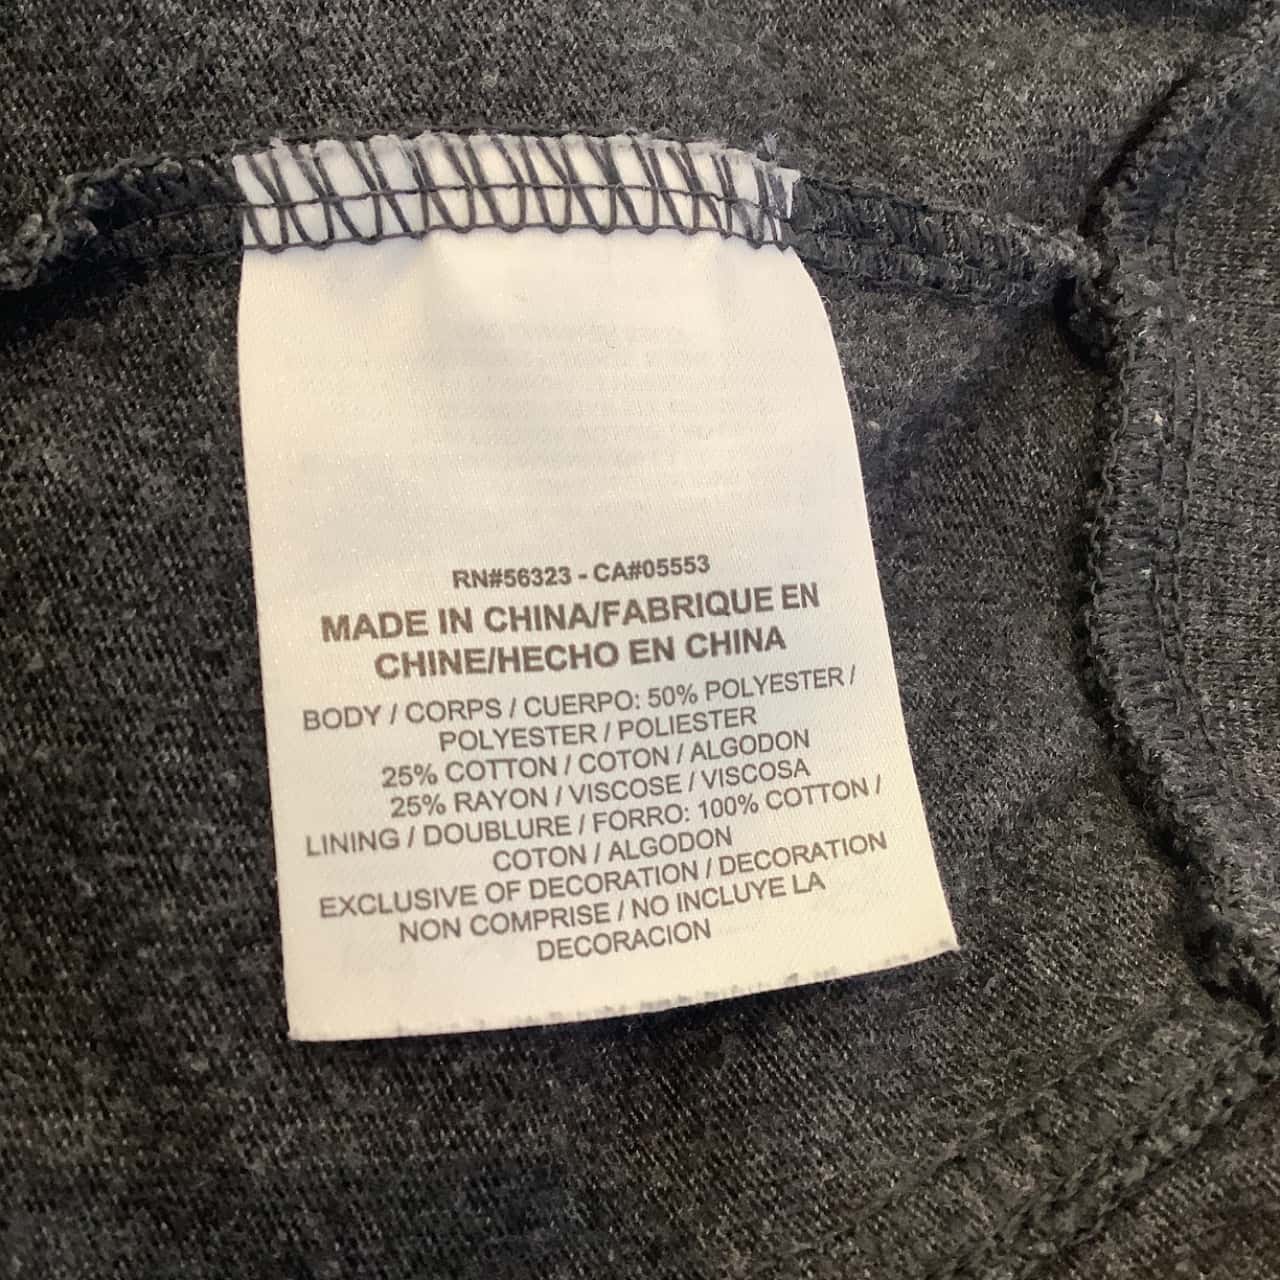 RN#56323 - CA#05553
MADE IN CHINA/FABRIQUE EN
CHINE/HECHO EN CHINA
BODY / CORPS / CUERPO: 50% POLYESTER /
POLYESTER / POLIESTER
25% COTTON / COTON / ALGODON
25% RAYON / VISCOSE / VISCOSA
LINING / DOUBLURE / FORRO: 100% COTTON /
COTON / ALGODON
EXCLUSIVE OF DECORATION / DECORATION
NON COMPRISE / NO INCLUYE LA
DECORACION